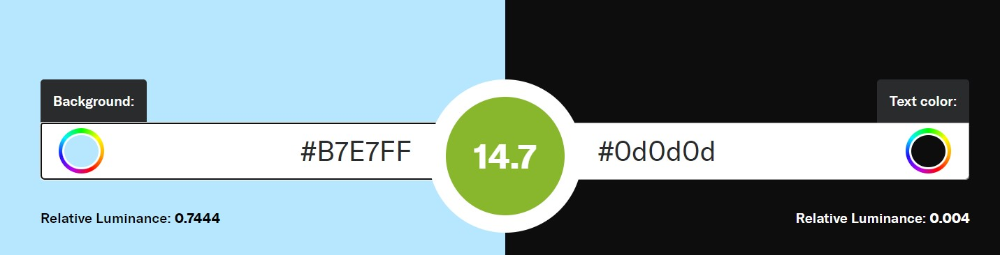 Background:
Text color:
#B7E7FF
14.7
#0d0d0d
Relative Luminance: 0.7444
Relative Luminance: 0.004